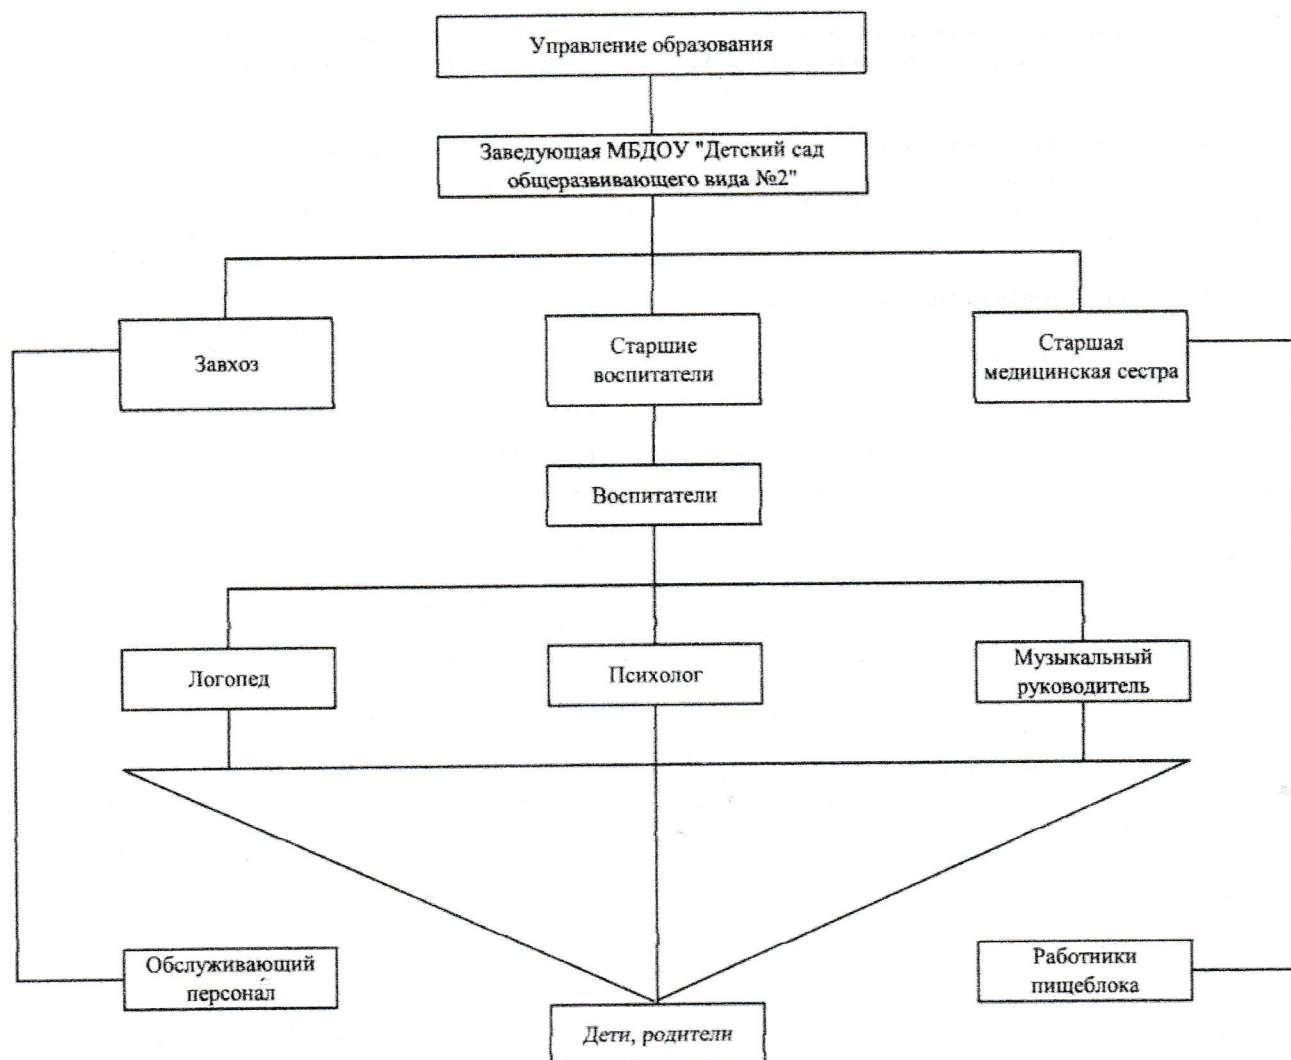 Управление образования
Заведующая МБДОУ "Детский сад
общеразвивающего вида №2"
Завхоз
Старшие
воспитатели
Старшая
медицинская сестра
Воспитатели
Логопед
Психолог
Музыкальный
руководитель
Обслуживающий
персонал
Работники
пищеблока
Дети, родители